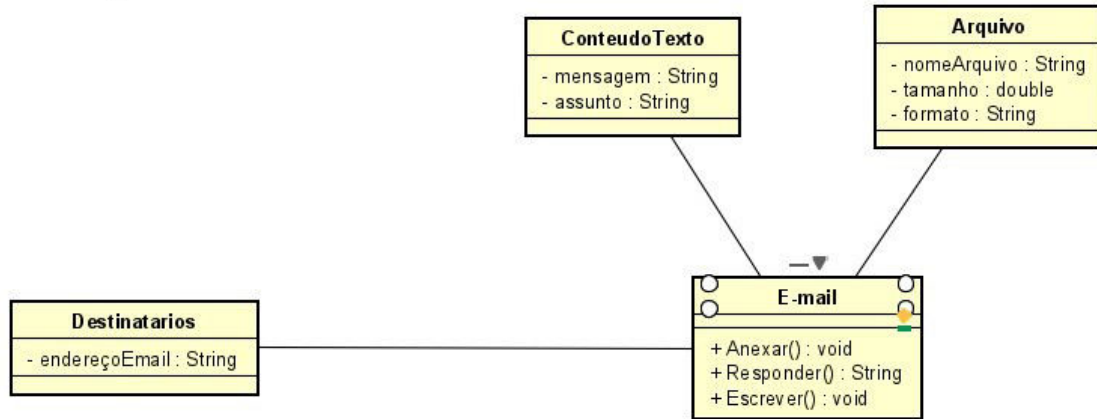 ConteudoTexto
- mensagem : String
- assunto : String
Arquivo
- nomeArquivo : String
- tamanho : double
- formato : String
Destinatarios
- endereçoEmail : String
E-mail
+ Anexar() : void
+ Responder() : String
+ Escrever() : void